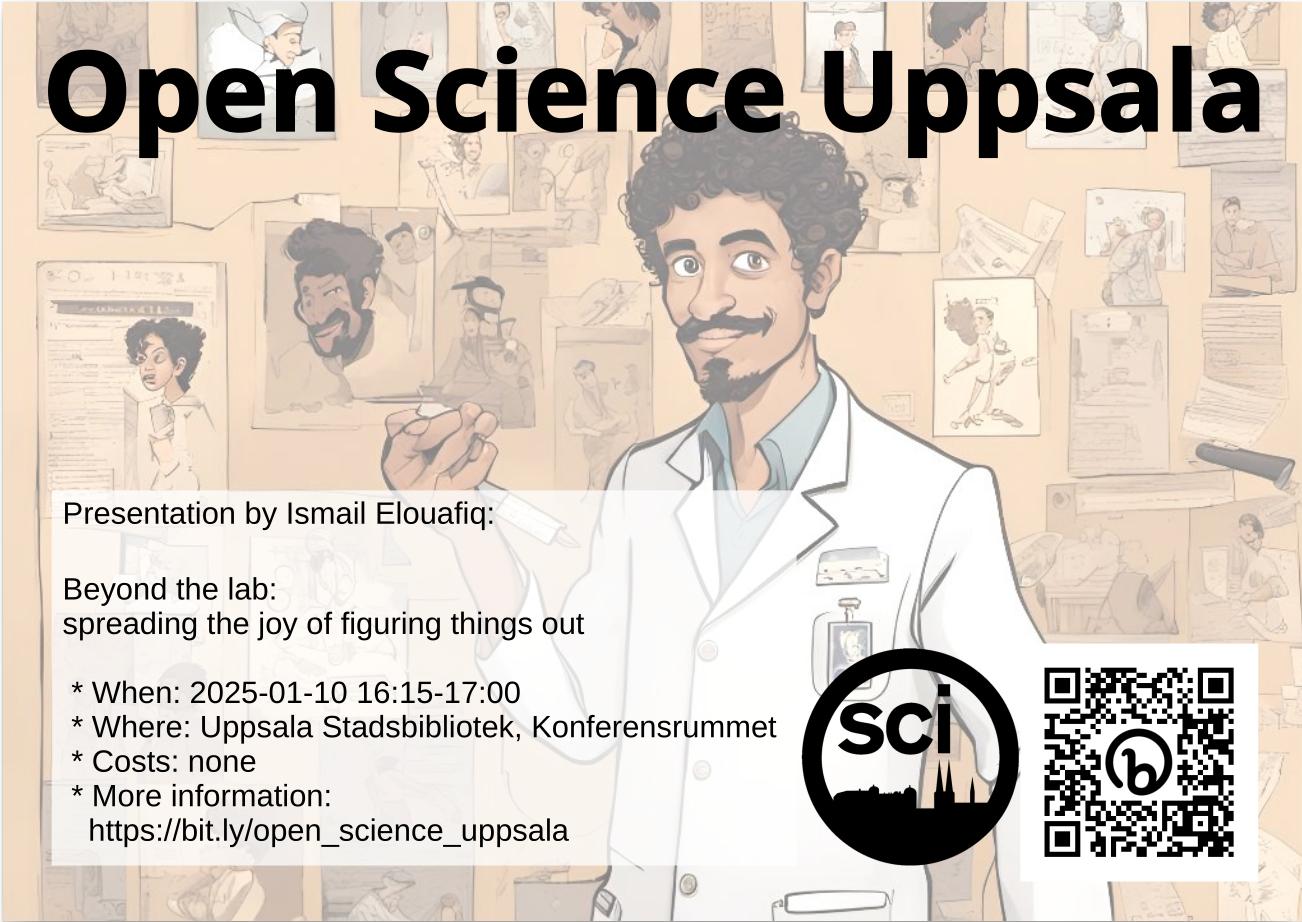 Open Science Uppsala
Presentation by Ismail Elouafiq:
Beyond the lab:
spreading the joy of figuring things out
* When: 2025-01-10 16:15-17:00
* Where: Uppsala Stadsbibliotek, Konferensrummet
* Costs: none
* More information:
https://bit.ly/open_science_uppsala
sci
b